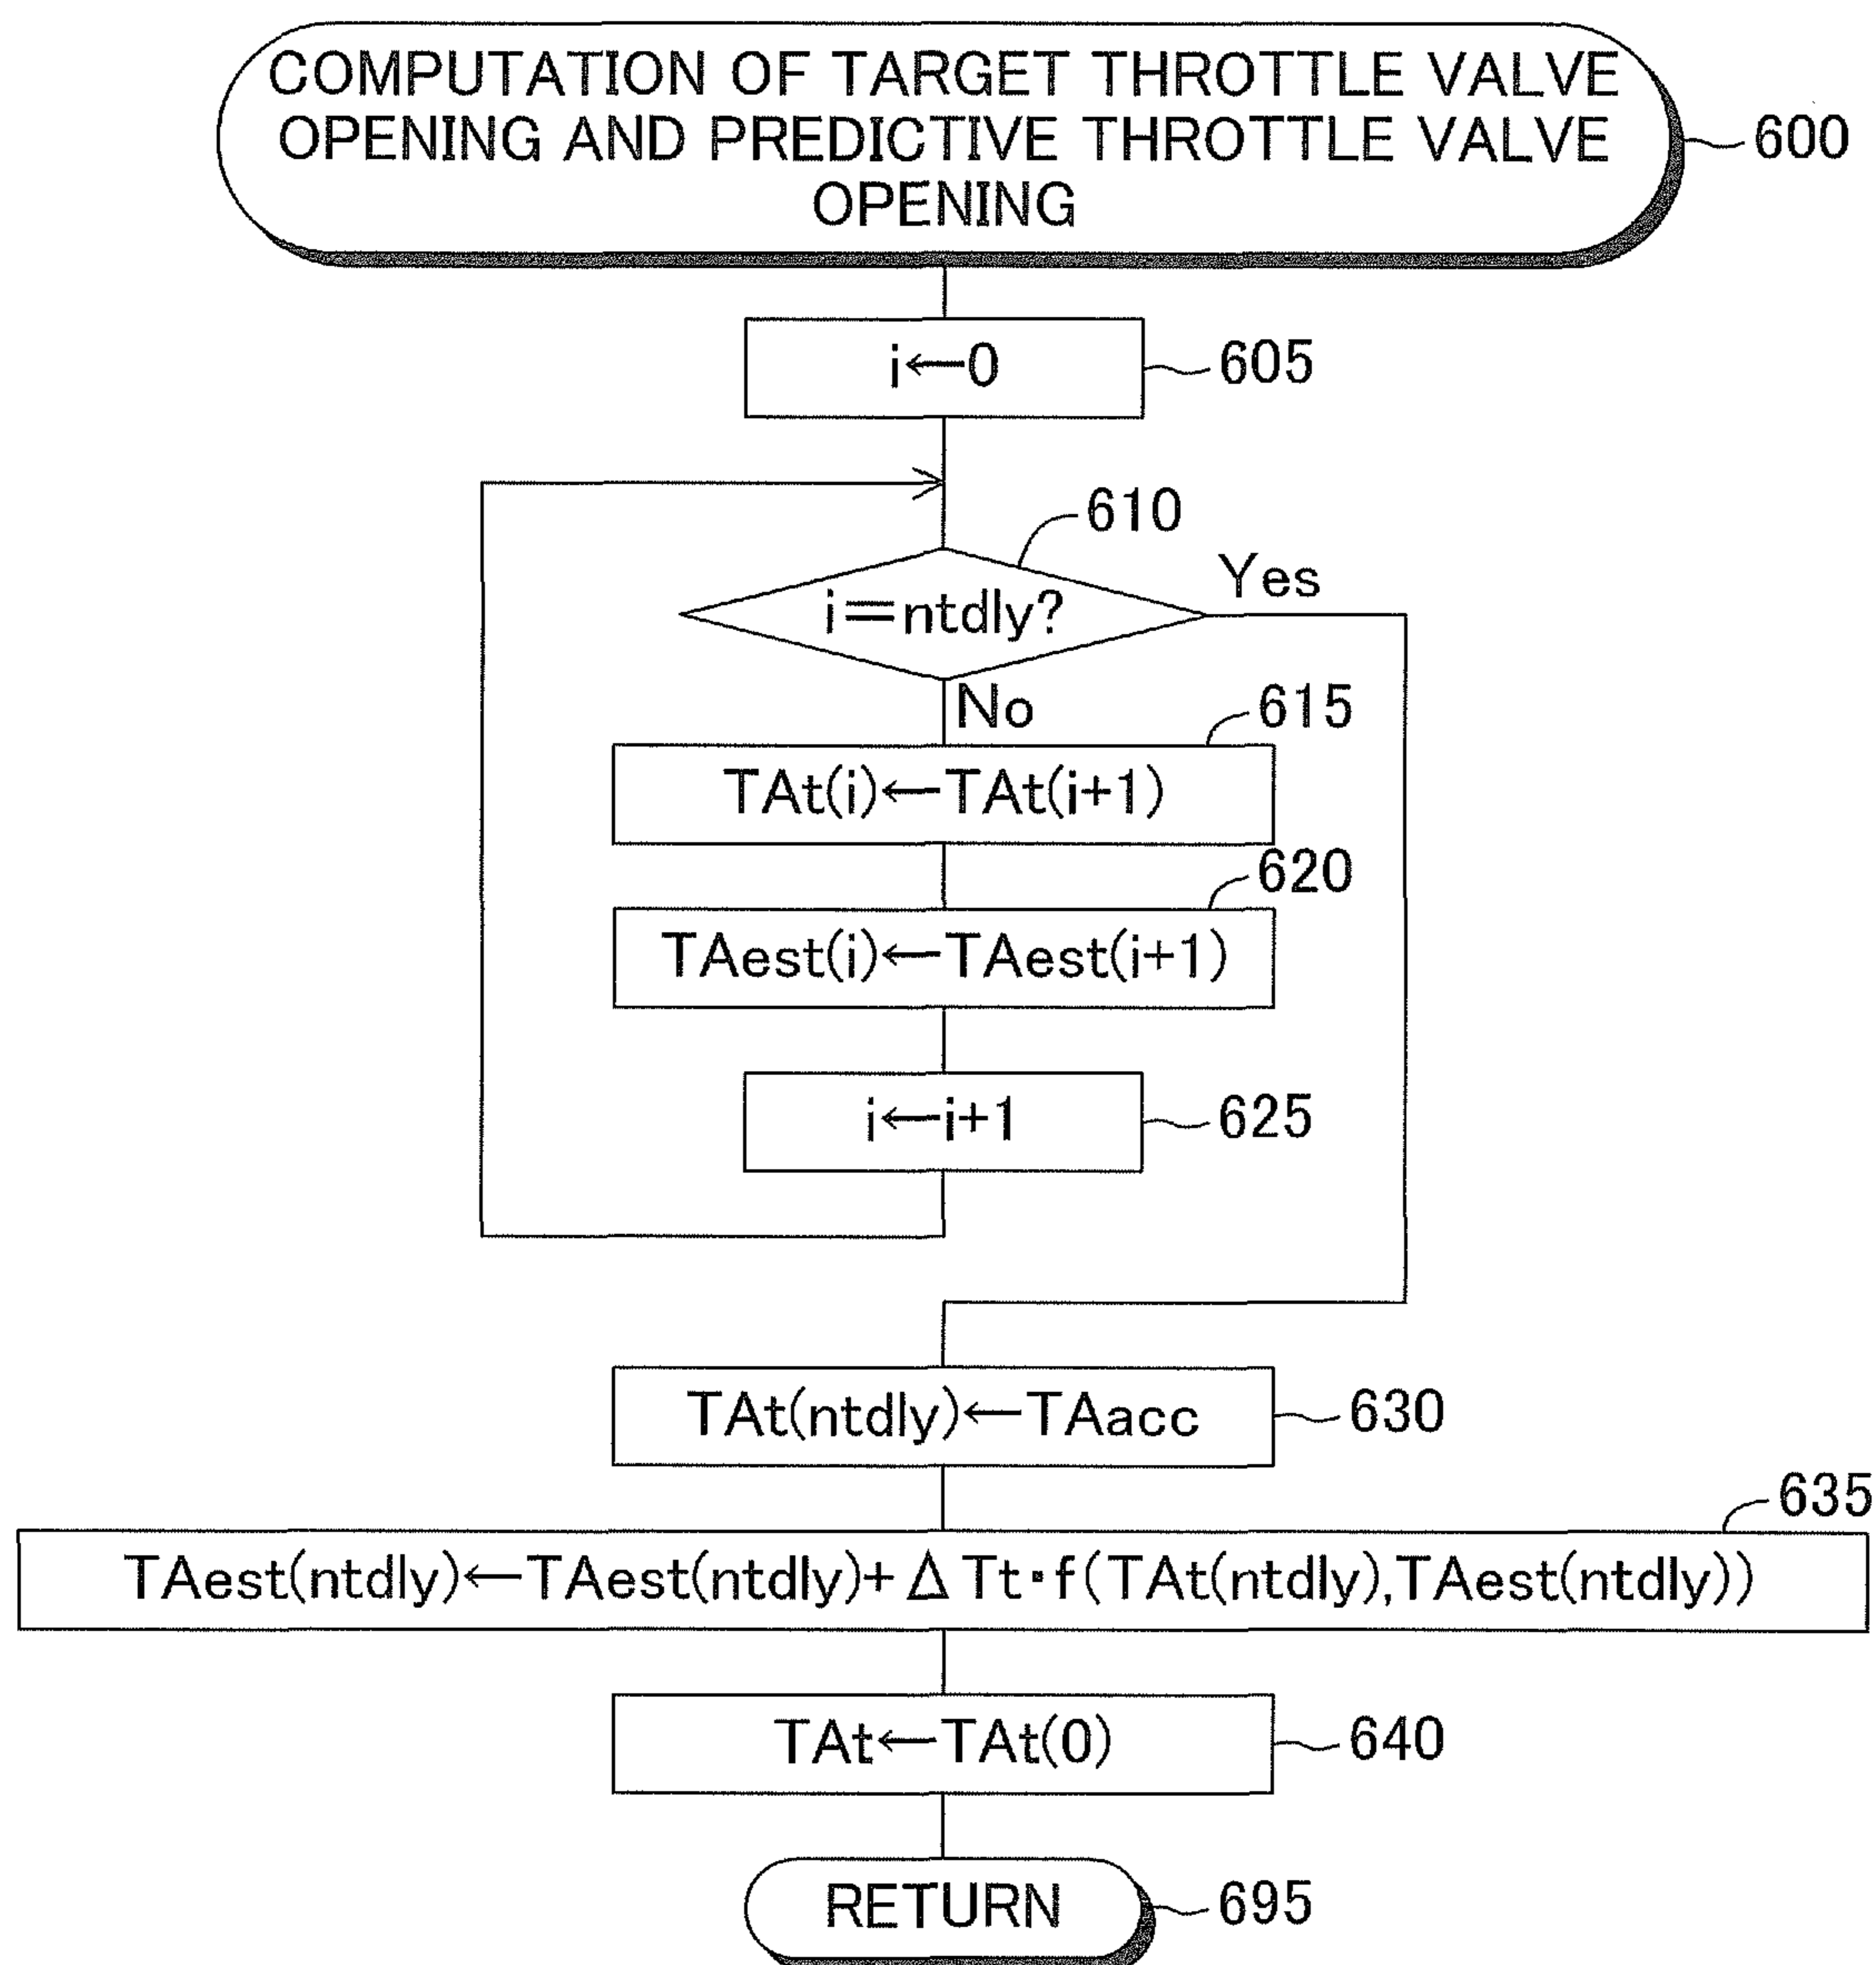 COMPUTATION OF TARGET THROTTLE VALVE
OPENING AND PREDICTIVE THROTTLE VALVE
OPENING
600
i←0
605
610
i=ntdly?
Yes
No
615
TAt(i)←TAt(i+1)
620
TAest(i)←TAest(i+1)
i←i+1
625
TAt(ntdly)←TAacc
630
635
TAest(ntdly)←TAest(ntdly)+ΔTt·f(TAt(ntdly),TAest(ntdly))
TAt←TAt(0)
640
RETURN
695